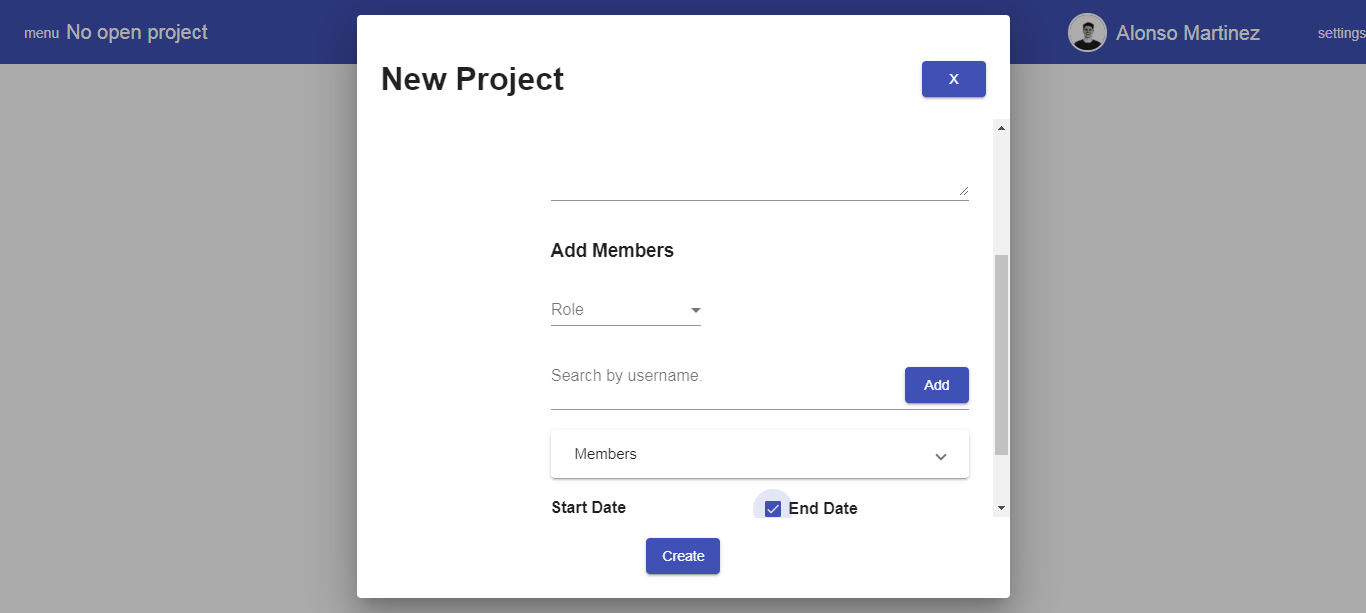 menu No open project
Alonso Martinez
settings
New Project
X
Add Members
Role
Search by username.
Add
Members
Start Date
End Date
Create